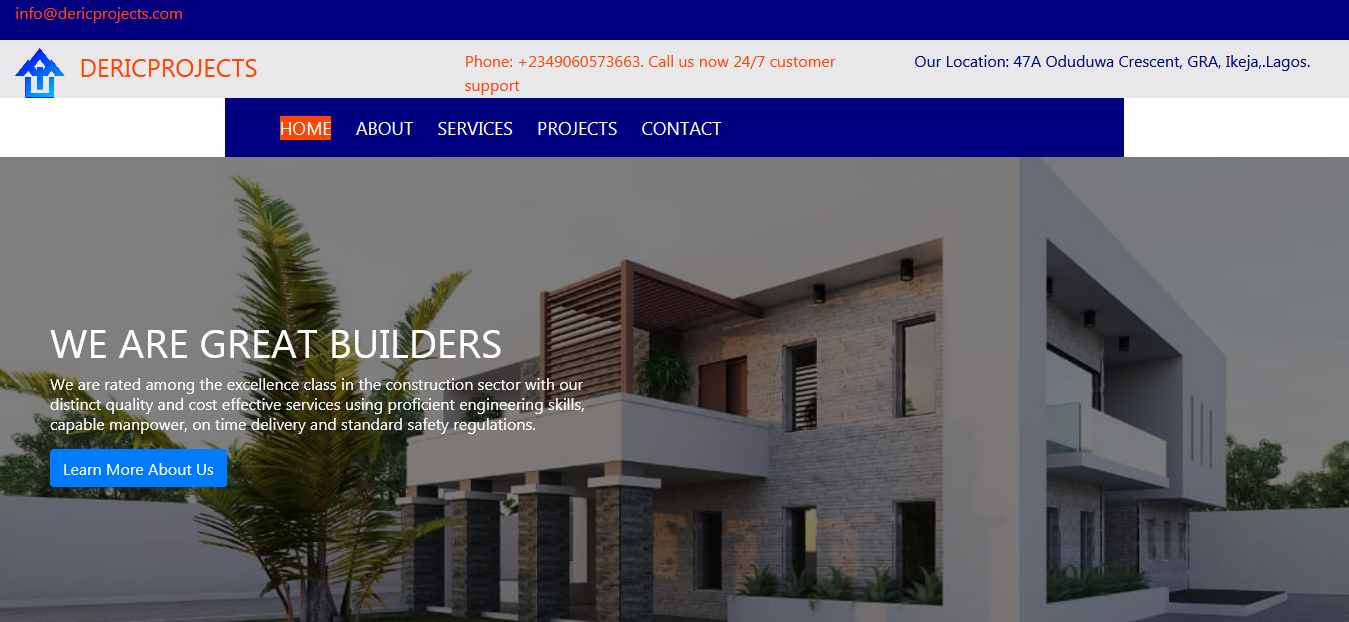 info@dericprojects.com
DERICPROJECTS
Phone: +2349060573663. Call us now 24/7 customer
support
Our Location: 47A Oduduwa Crescent, GRA, Ikeja,.Lagos.
HOME ABOUT SERVICES PROJECTS CONTACT
WE ARE GREAT BUILDERS
We are rated among the excellence class in the construction sector with our
distinct quality and cost effective services using proficient engineering skills,
capable manpower, on time delivery and standard safety regulations.
Learn More About Us